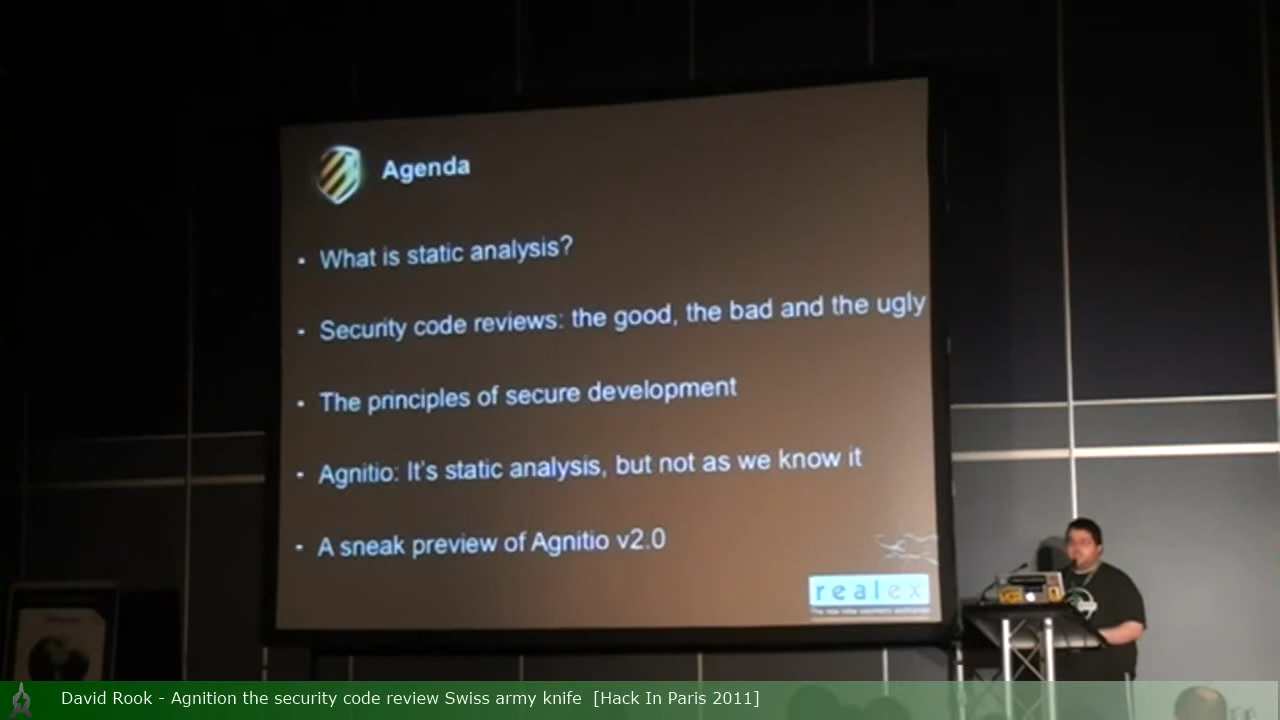 Agenda
• What is static analysis?
• Security code reviews: the good, the bad and the ugly
• The principles of secure development
• Agnitio: It's static analysis, but not as we know it
• A sneak preview of Agnitio v2.0
realex
David Rook - Agnition the security code review Swiss army knife [Hack In Paris 2011]